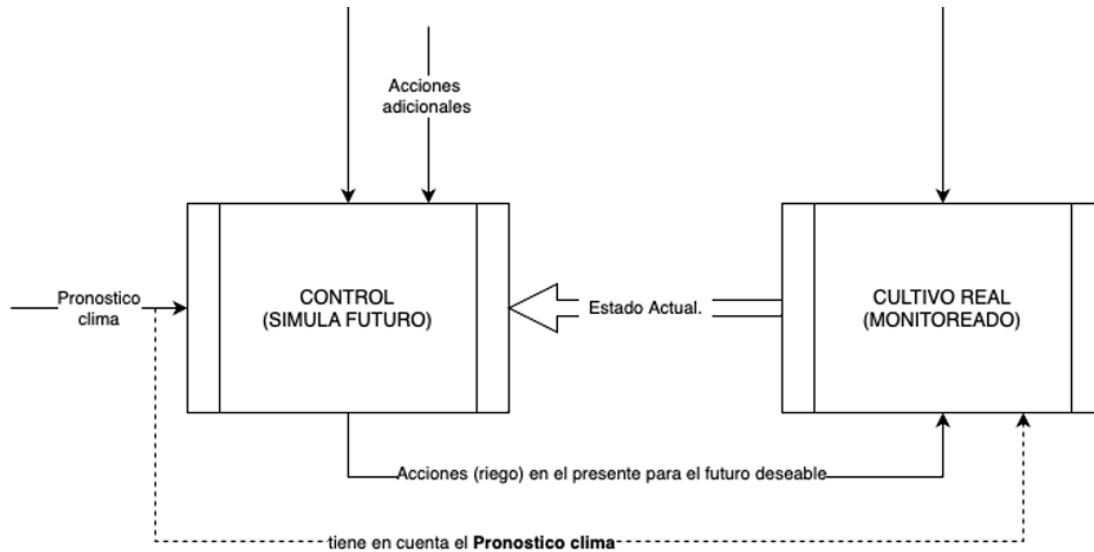 Acciones
adicionales
Pronostico
clima
CONTROL
(SIMULA FUTURO)
Estado Actual.
CULTIVO REAL
(MONITOREADO)
Acciones (riego) en el presente para el futuro deseable
tiene en cuenta el Pronostico clima